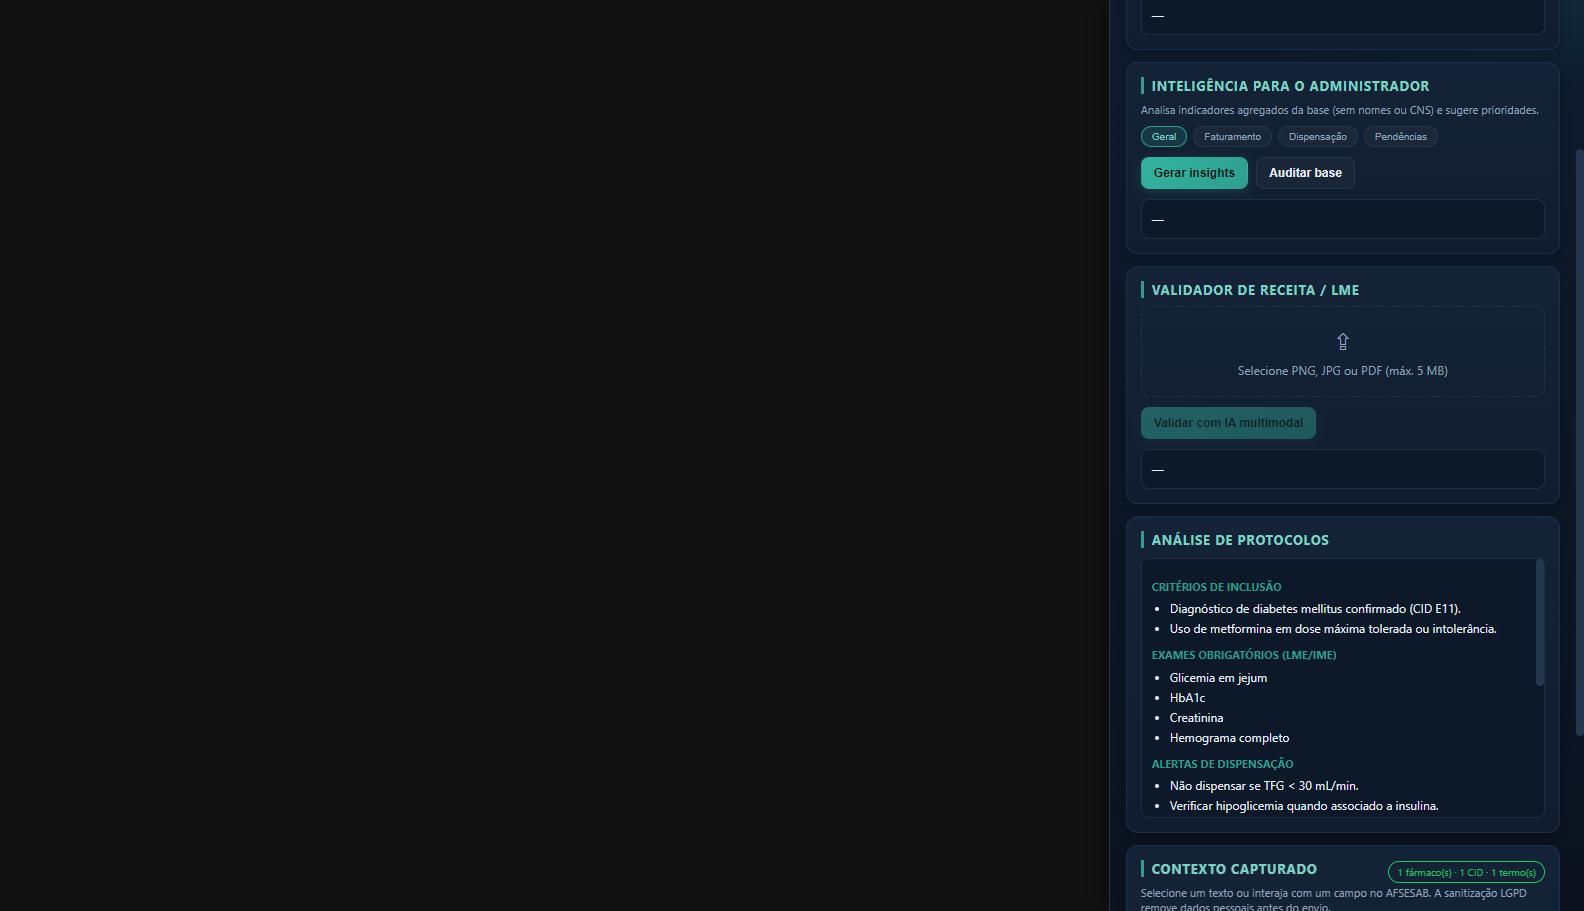 —
INTELIGÊNCIA PARA O ADMINISTRADOR
Analisa indicadores agregados da base (sem nomes ou CNS) e sugere prioridades.
Geral Faturamento Dispensação Pendências
Gerar insights Auditar base
—
VALIDADOR DE RECEITA / LME
Selecione PNG, JPG ou PDF (máx. 5 MB)
Validar com IA multimodal
—
ANÁLISE DE PROTOCOLOS
CRITÉRIOS DE INCLUSÃO
• Diagnóstico de diabetes mellitus confirmado (CID E11).
• Uso de metformina em dose máxima tolerada ou intolerância.
EXAMES OBRIGATÓRIOS (LME/IME)
• Glicemia em jejum
• HbA1c
• Creatinina
• Hemograma completo
ALERTAS DE DISPENSAÇÃO
• Não dispensar se TFG < 30 mL/min.
• Verificar hipoglicemia quando associado a insulina.
CONTEXTO CAPTURADO
1 fármaco(s) · 1 CID · 1 termo(s)
Selecione um texto ou interaja com um campo no AFSESAB. A sanitização LGPD
remove dados pessoais antes do envio.